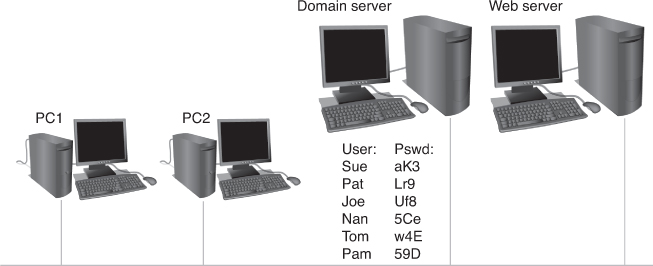 Domain server
Web server
PC1
PC2
User: Pswd:
Sue aK3
Pat Lr9
Joe Uf8
Nan 5Ce
Tom w4E
Pam 59D